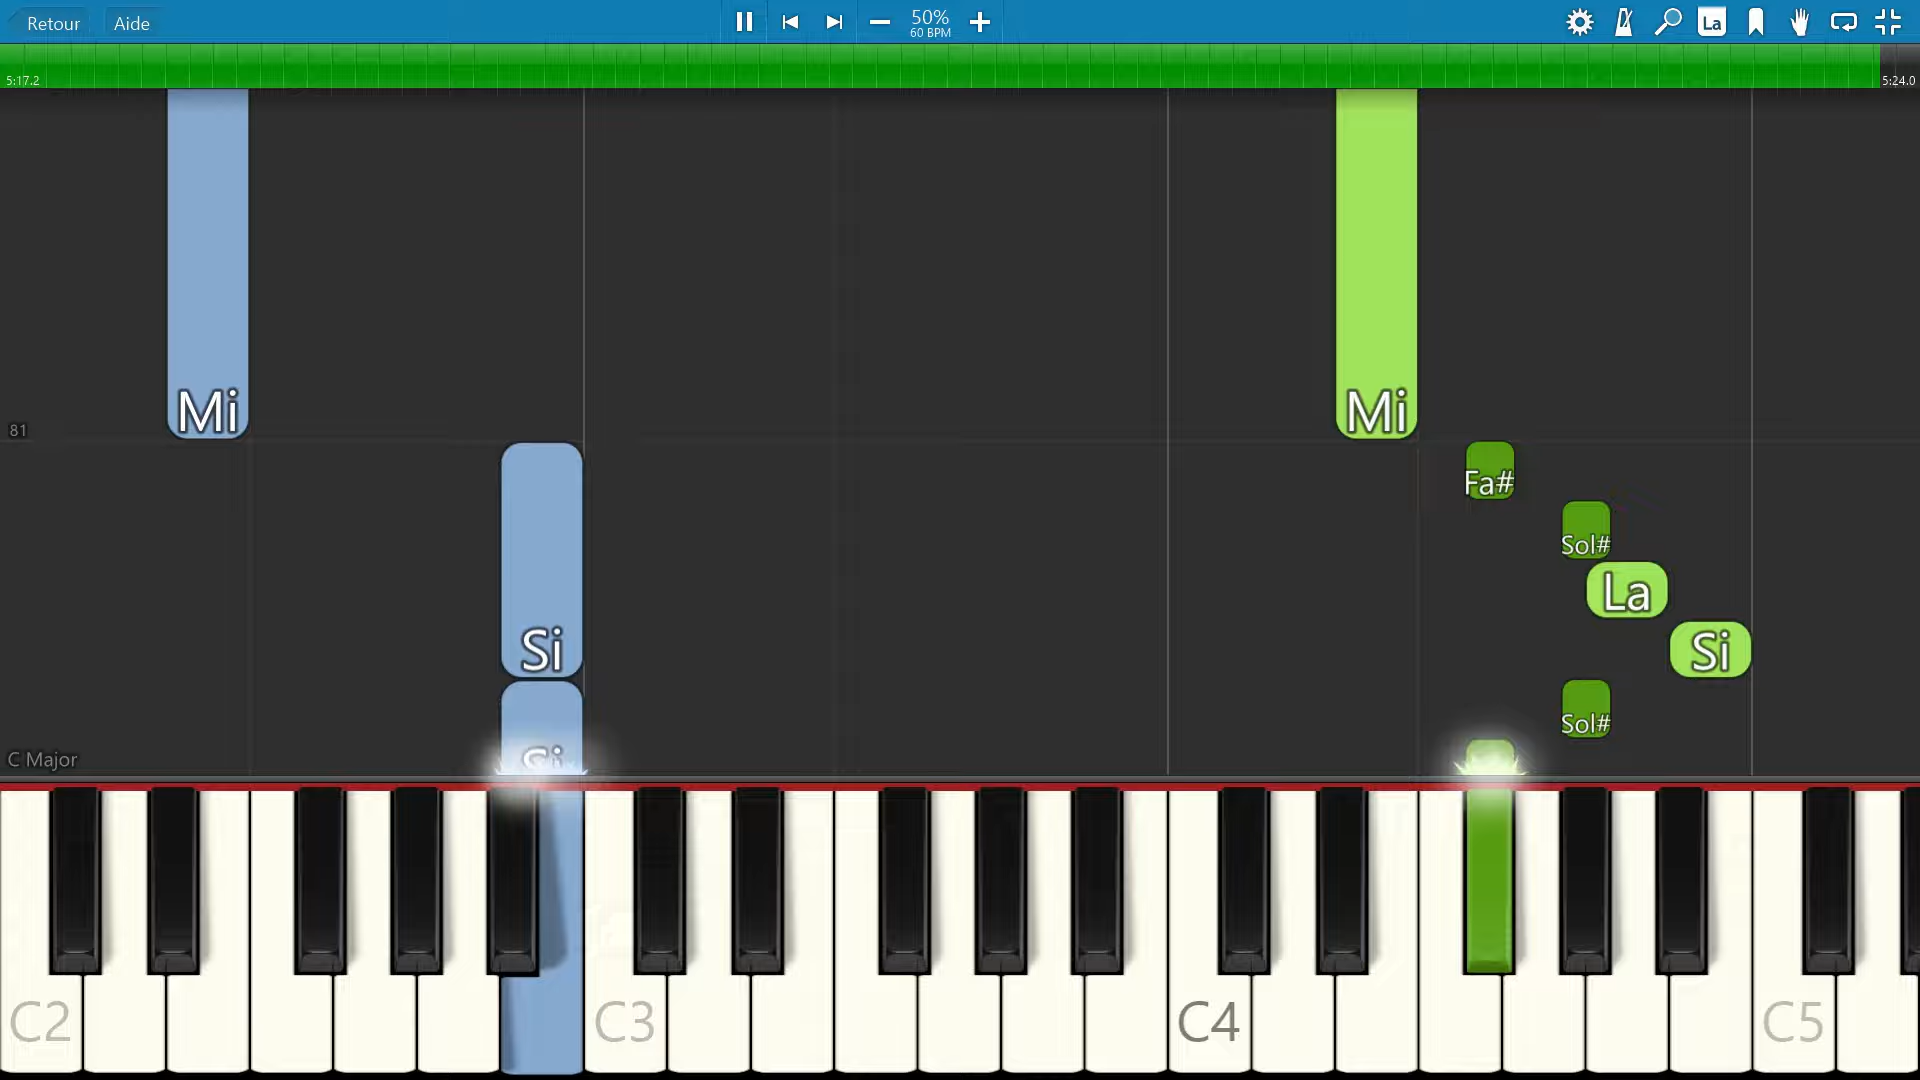 Retour Aide
50%
60 BPM
La
5:17.2
5:24.0
Mi
Mi
81
Fa#
Sol#
La
Si
Si
Sol#
Si
C Major
C2
C3
C4
C5